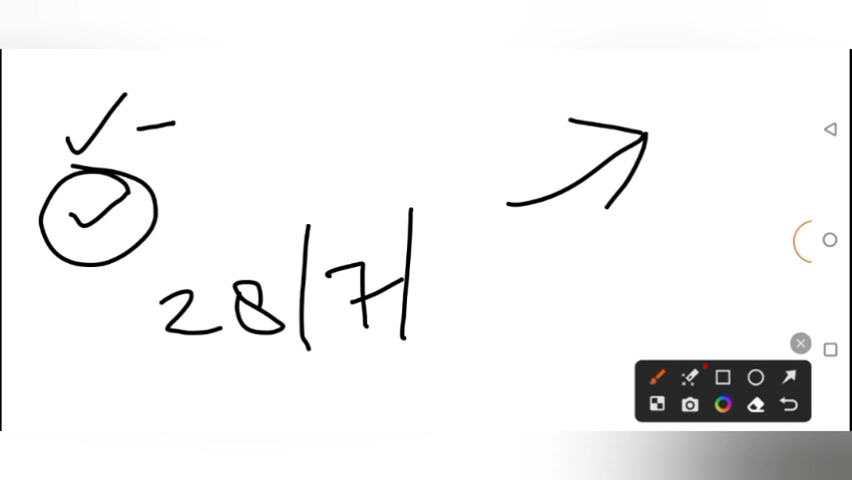 ✓ –
✓
28|7|